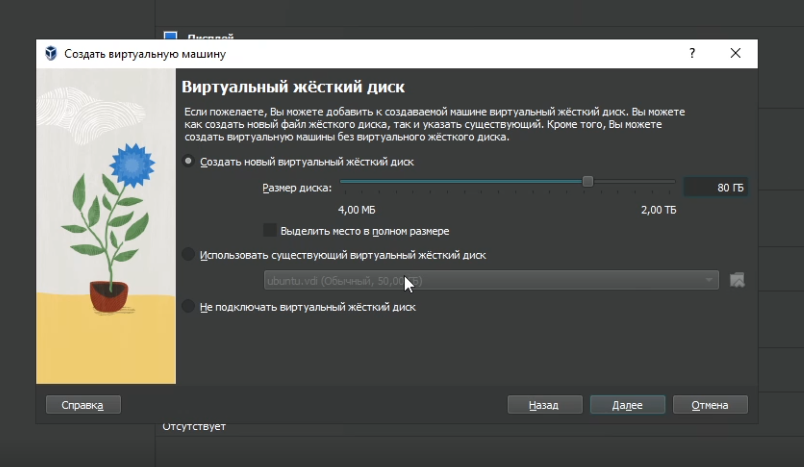 Дисплей
Создать виртуальную машину
?
Виртуальный жёсткий диск
Если пожелаете, Вы можете добавить к создаваемой машине виртуальный жёсткий диск. Вы можете
как создать новый файл жёсткого диска, так и указать существующий. Кроме того, Вы можете
создать виртуальную машины без виртуального жёсткого диска.
Создать новый виртуальный жёсткий диск
Размер диска:
80 ГБ
4,00 МБ
2,00 ТБ
Выделить место в полном размере
Использовать существующий виртуальный жёсткий диск
ubuntu.vdi (Обычный, 50,00 ГБ)
Не подключать виртуальный жёсткий диск
Справка
Назад
Далее
Отмена
Отсутствует